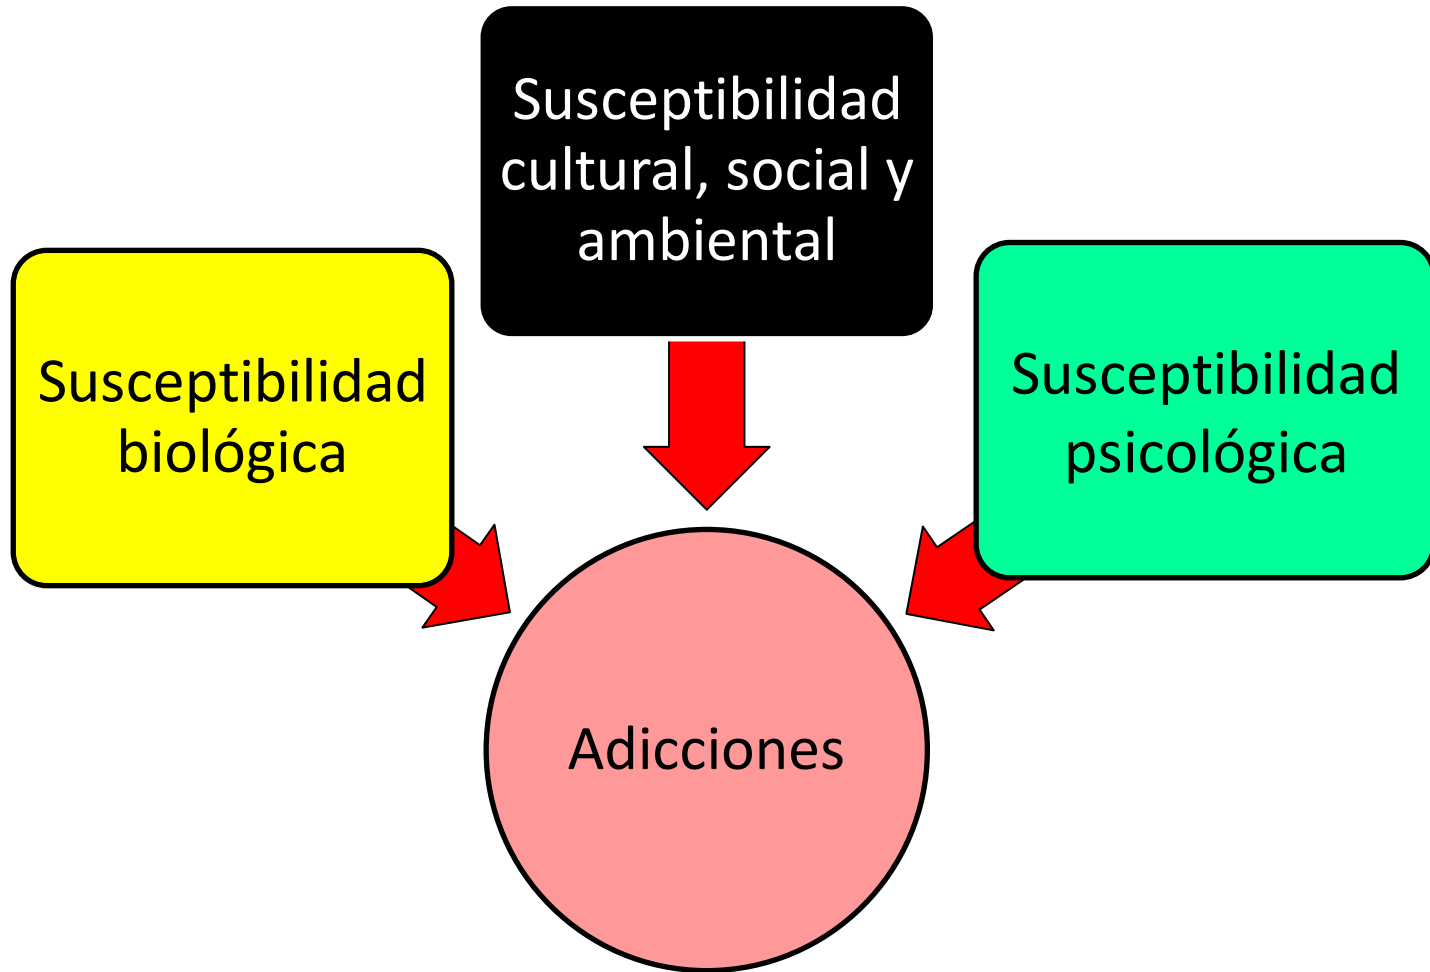 Susceptibilidad
cultural, social y
ambiental
Susceptibilidad
biológica
Susceptibilidad
psicológica
Adicciones